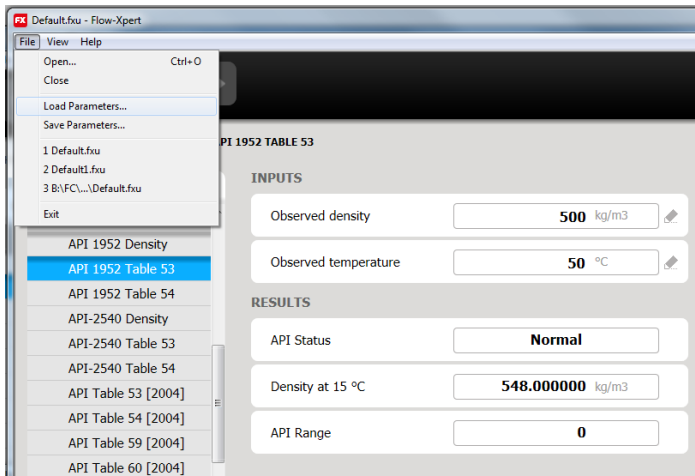 FX Default.fxu - Flow-Xpert
File View Help
Open... Ctrl+O
Close
Load Parameters...
Save Parameters...
1 Default.fxu
2 Default1.fxu
3 B:\FC\...\Default.fxu
Exit
API 1952 Density
API 1952 Table 53
API 1952 Table 54
API-2540 Density
API-2540 Table 53
API-2540 Table 54
API Table 53 [2004]
API Table 54 [2004]
API Table 59 [2004]
API Table 60 [2004]
PI 1952 TABLE 53
INPUTS
Observed density 500 kg/m3
Observed temperature 50 °C
RESULTS
API Status Normal
Density at 15 °C 548.000000 kg/m3
API Range 0